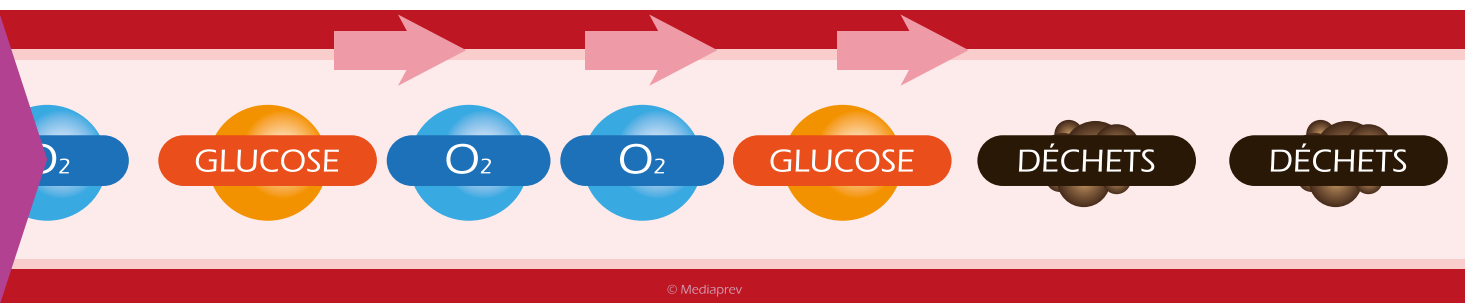 O2
GLUCOSE
O2
O2
GLUCOSE
DÉCHETS
DÉCHETS
© Mediaprev